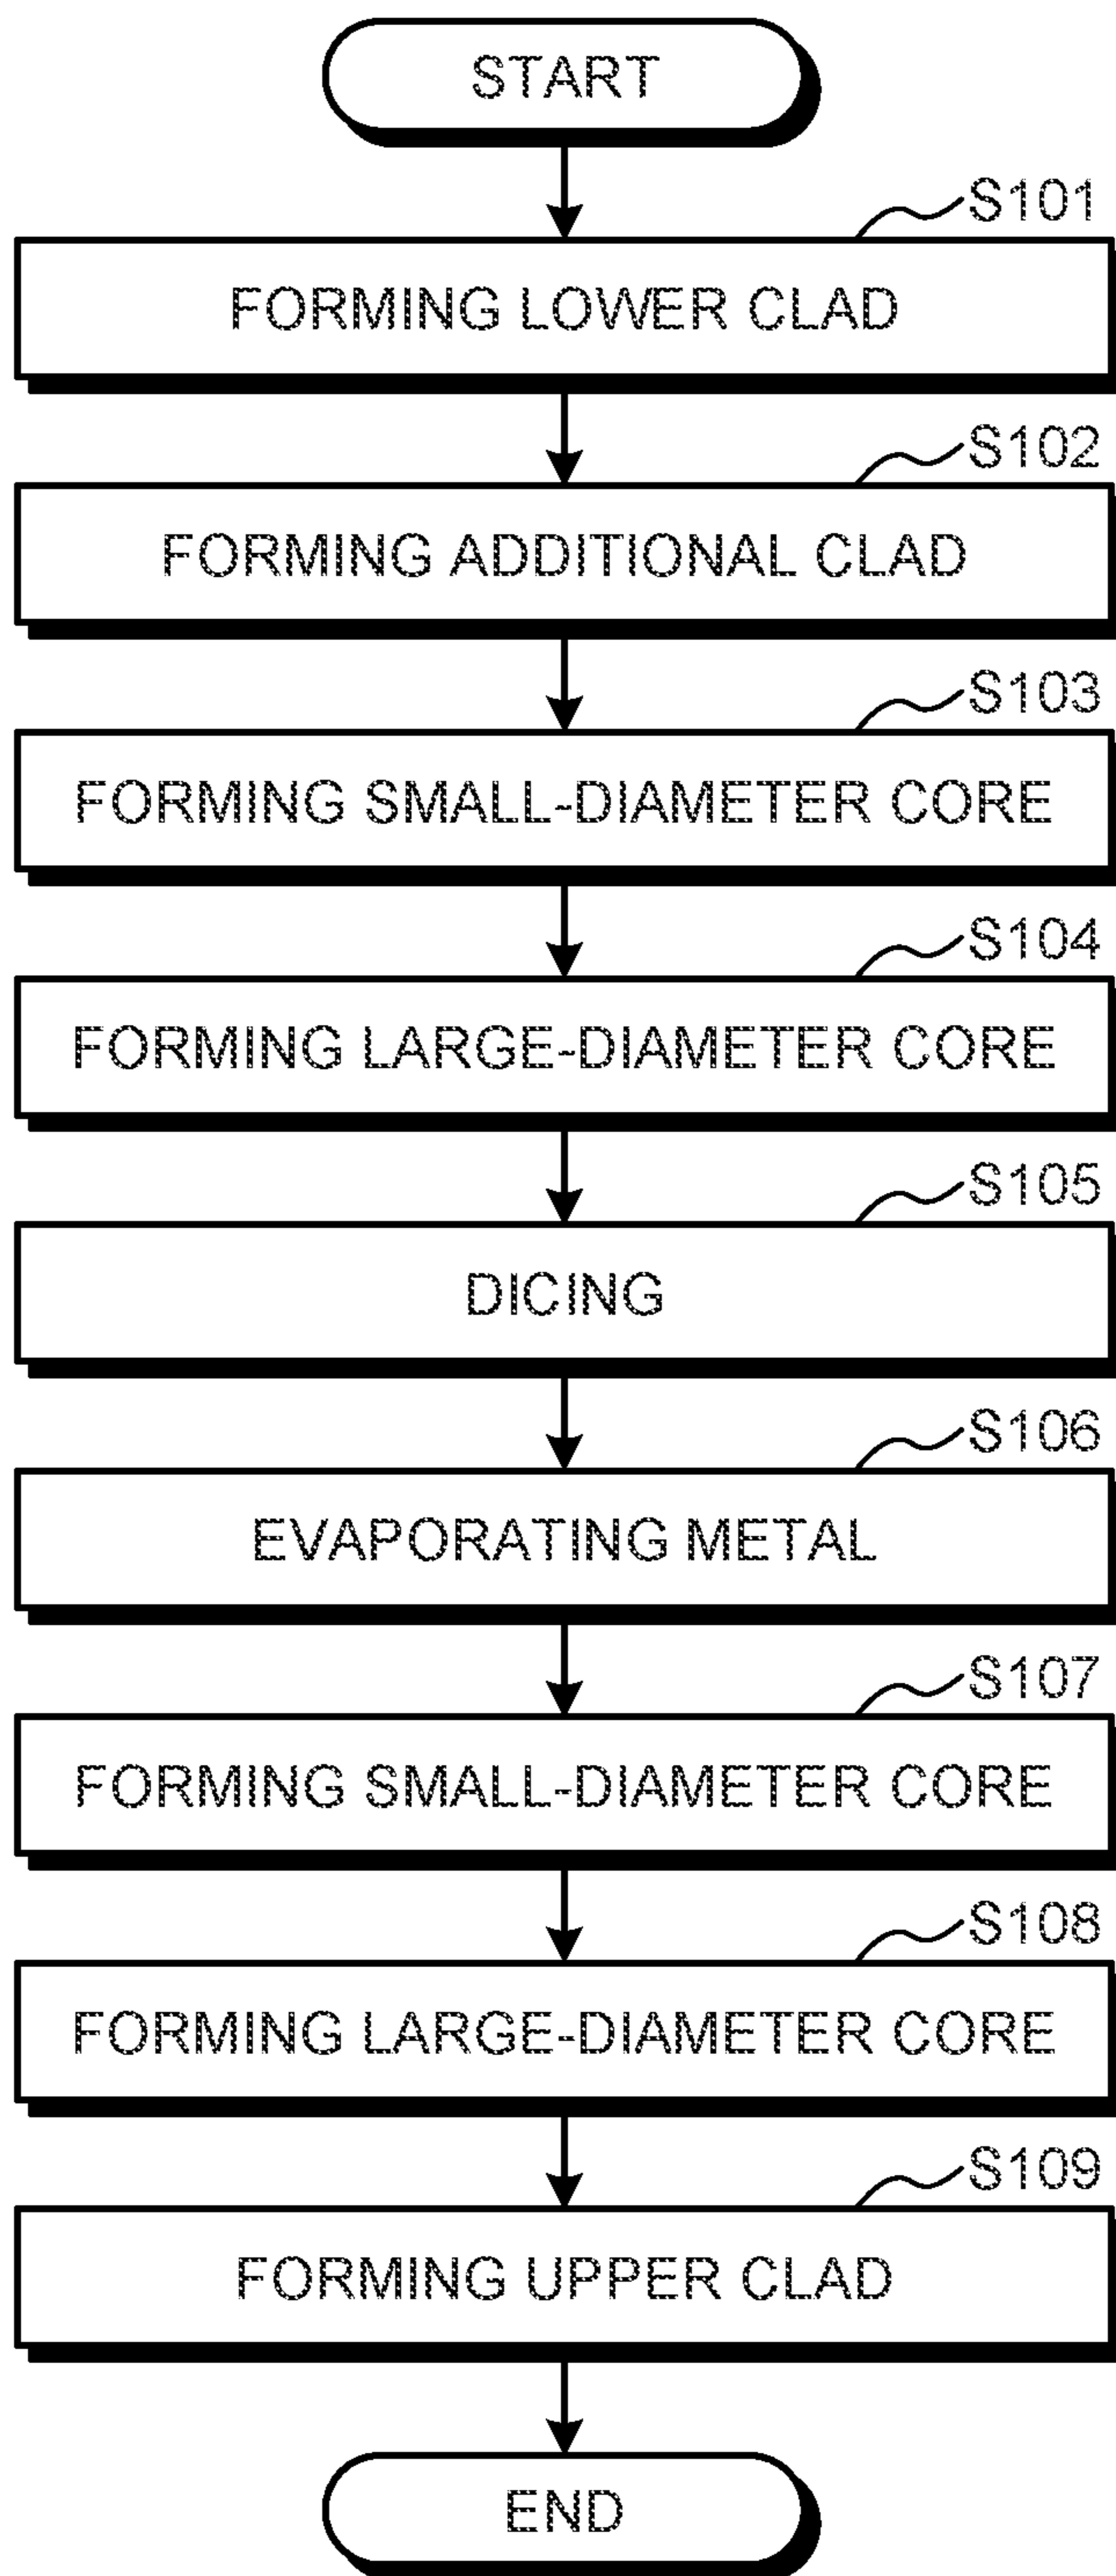 START
S101
FORMING LOWER CLAD
S102
FORMING ADDITIONAL CLAD
S103
FORMING SMALL-DIAMETER CORE
S104
FORMING LARGE-DIAMETER CORE
S105
DICING
S106
EVAPORATING METAL
S107
FORMING SMALL-DIAMETER CORE
S108
FORMING LARGE-DIAMETER CORE
S109
FORMING UPPER CLAD
END